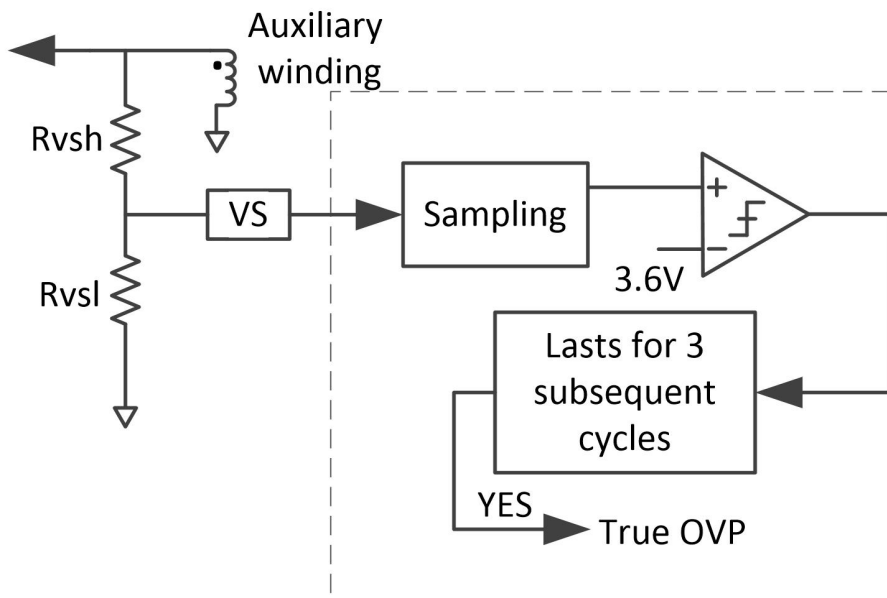 Auxiliary
winding
Rvsh
VS
Sampling
+
−
3.6V
Rvsl
Lasts for 3
subsequent
cycles
YES
True OVP